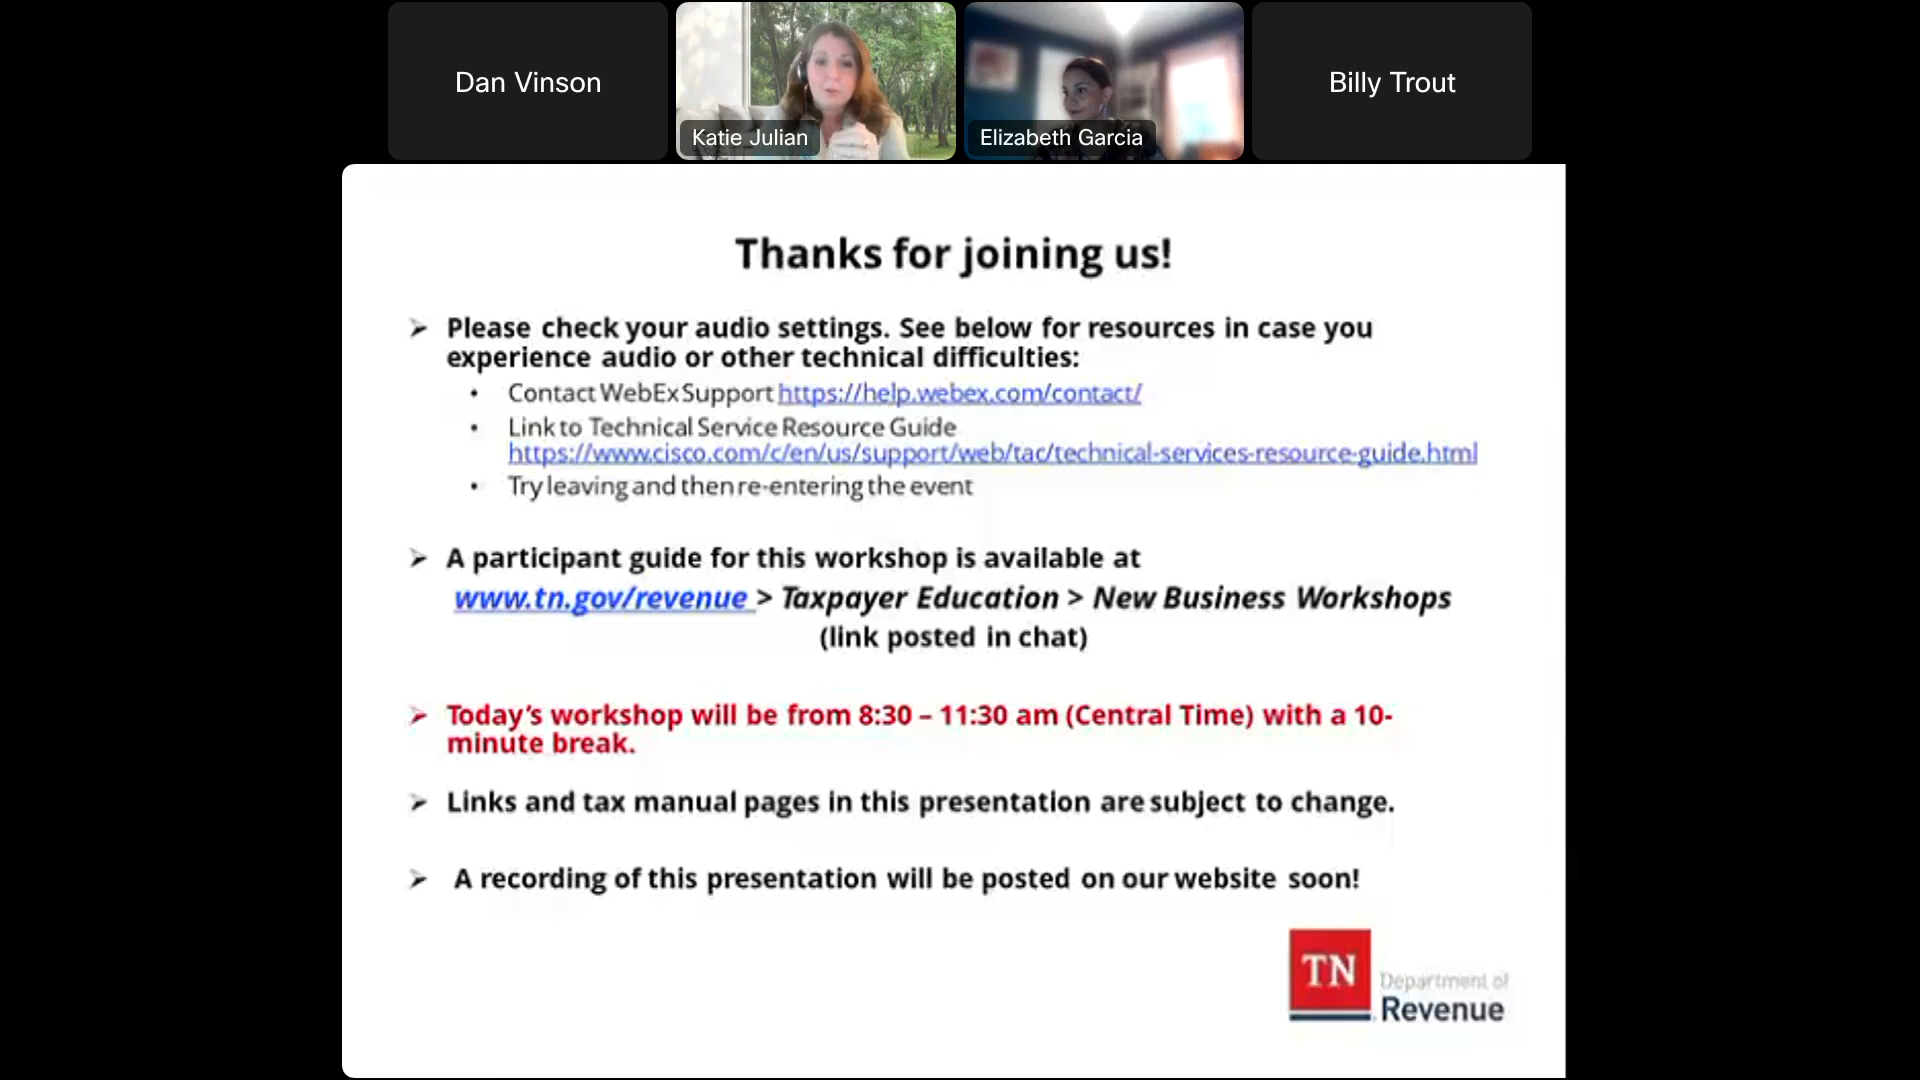 Dan Vinson
Katie Julian
Elizabeth Garcia
Billy Trout
Thanks for joining us!
➤ Please check your audio settings. See below for resources in case you
experience audio or other technical difficulties:
• Contact WebEx Support https://help.webex.com/contact/
• Link to Technical Service Resource Guide
https://www.cisco.com/c/en/us/support/web/tac/technical-services-resource-guide.html
• Try leaving and then re-entering the event
➤ A participant guide for this workshop is available at
www.tn.gov/revenue > Taxpayer Education > New Business Workshops
(link posted in chat)
➤ Today's workshop will be from 8:30 – 11:30 am (Central Time) with a 10-
minute break.
➤ Links and tax manual pages in this presentation are subject to change.
➤ A recording of this presentation will be posted on our website soon!
TN
Department of
Revenue